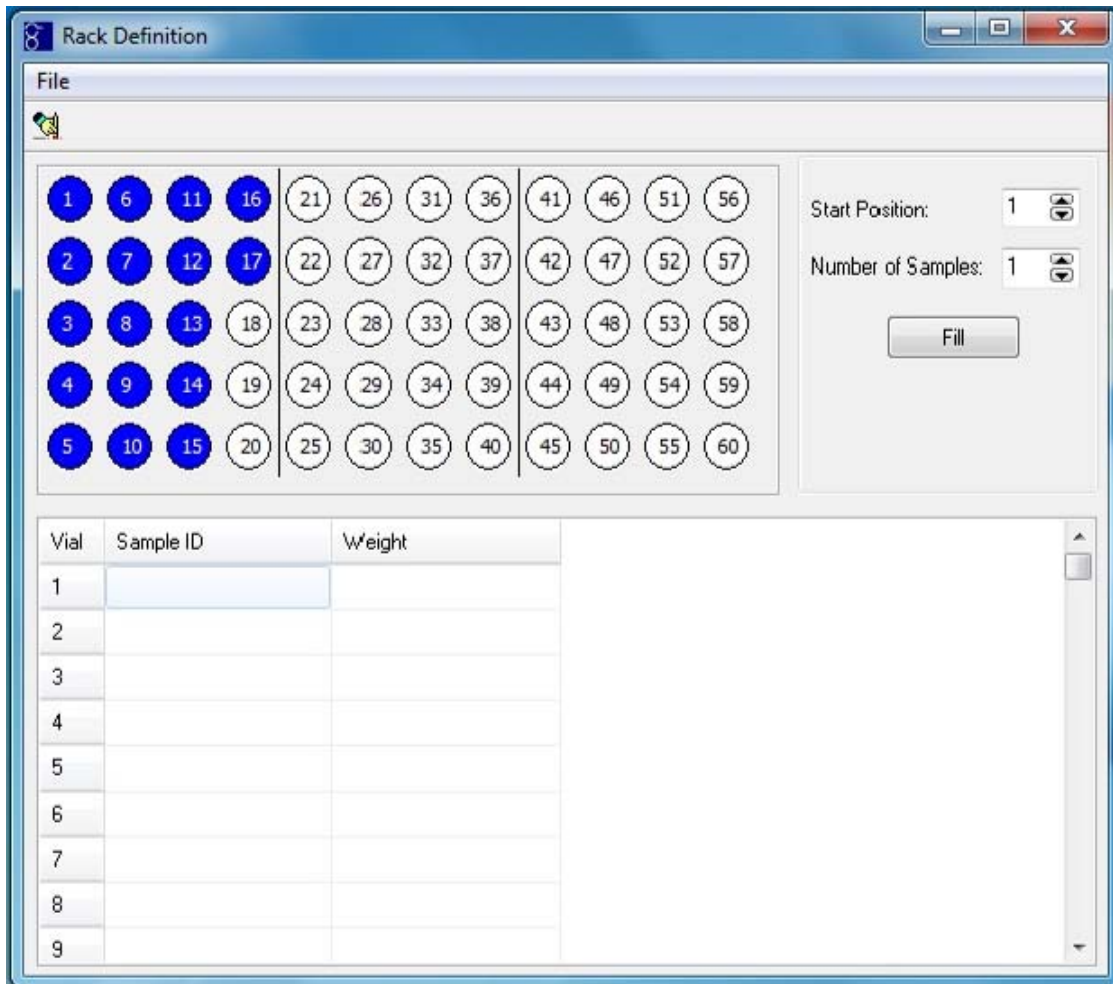 Rack Definition
File
1 6 11 16 21 26 31 36 41 46 51 56
2 7 12 17 22 27 32 37 42 47 52 57
3 8 13 18 23 28 33 38 43 48 53 58
4 9 14 19 24 29 34 39 44 49 54 59
5 10 15 20 25 30 35 40 45 50 55 60
Start Position: 1
Number of Samples: 1
Fill
Vial Sample ID Weight
1
2
3
4
5
6
7
8
9